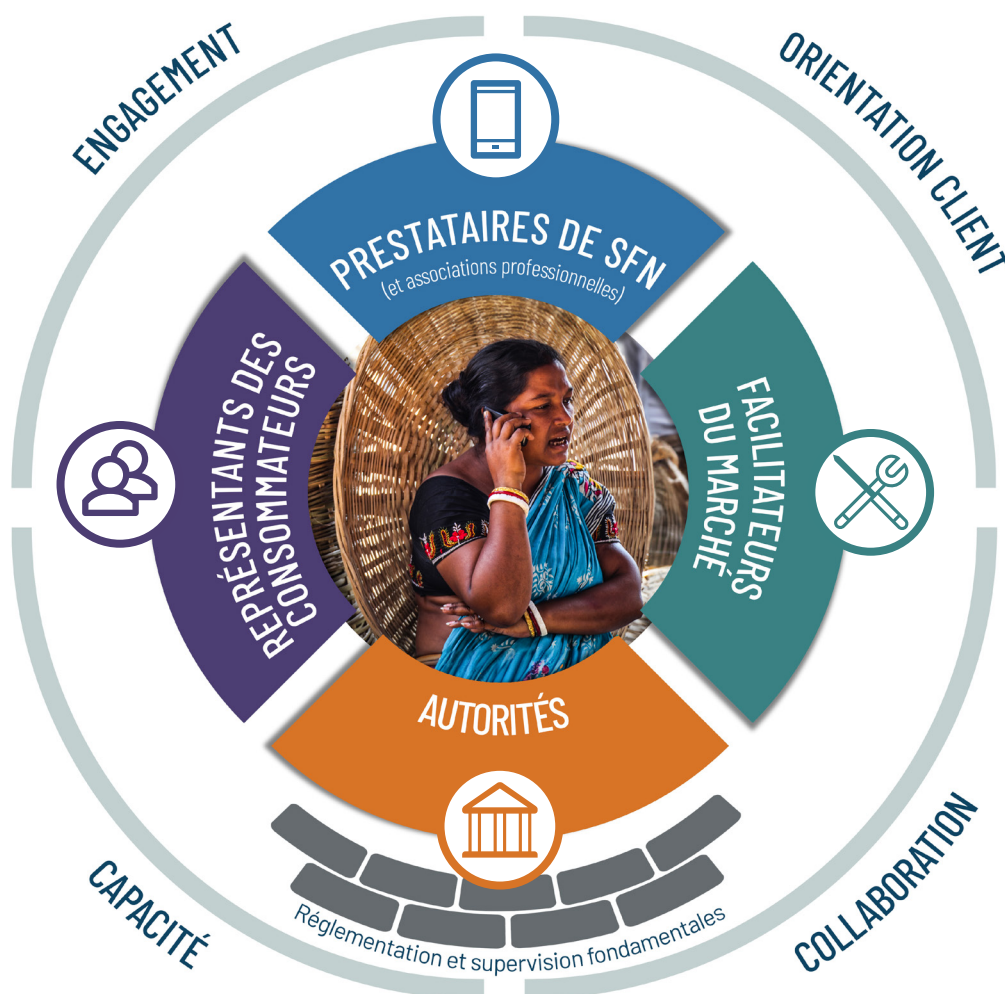 ENGAGEMENT
ORIENTATION CLIENT
PRESTATAIRES DE SFN
(et associations professionnelles)
REPRÉSENTANTS DES
CONSOMMATEURS
FACILITATEURS
DU MARCHÉ
AUTORITÉS
Réglementation et supervision fondamentales
CAPACITÉ
COLLABORATION